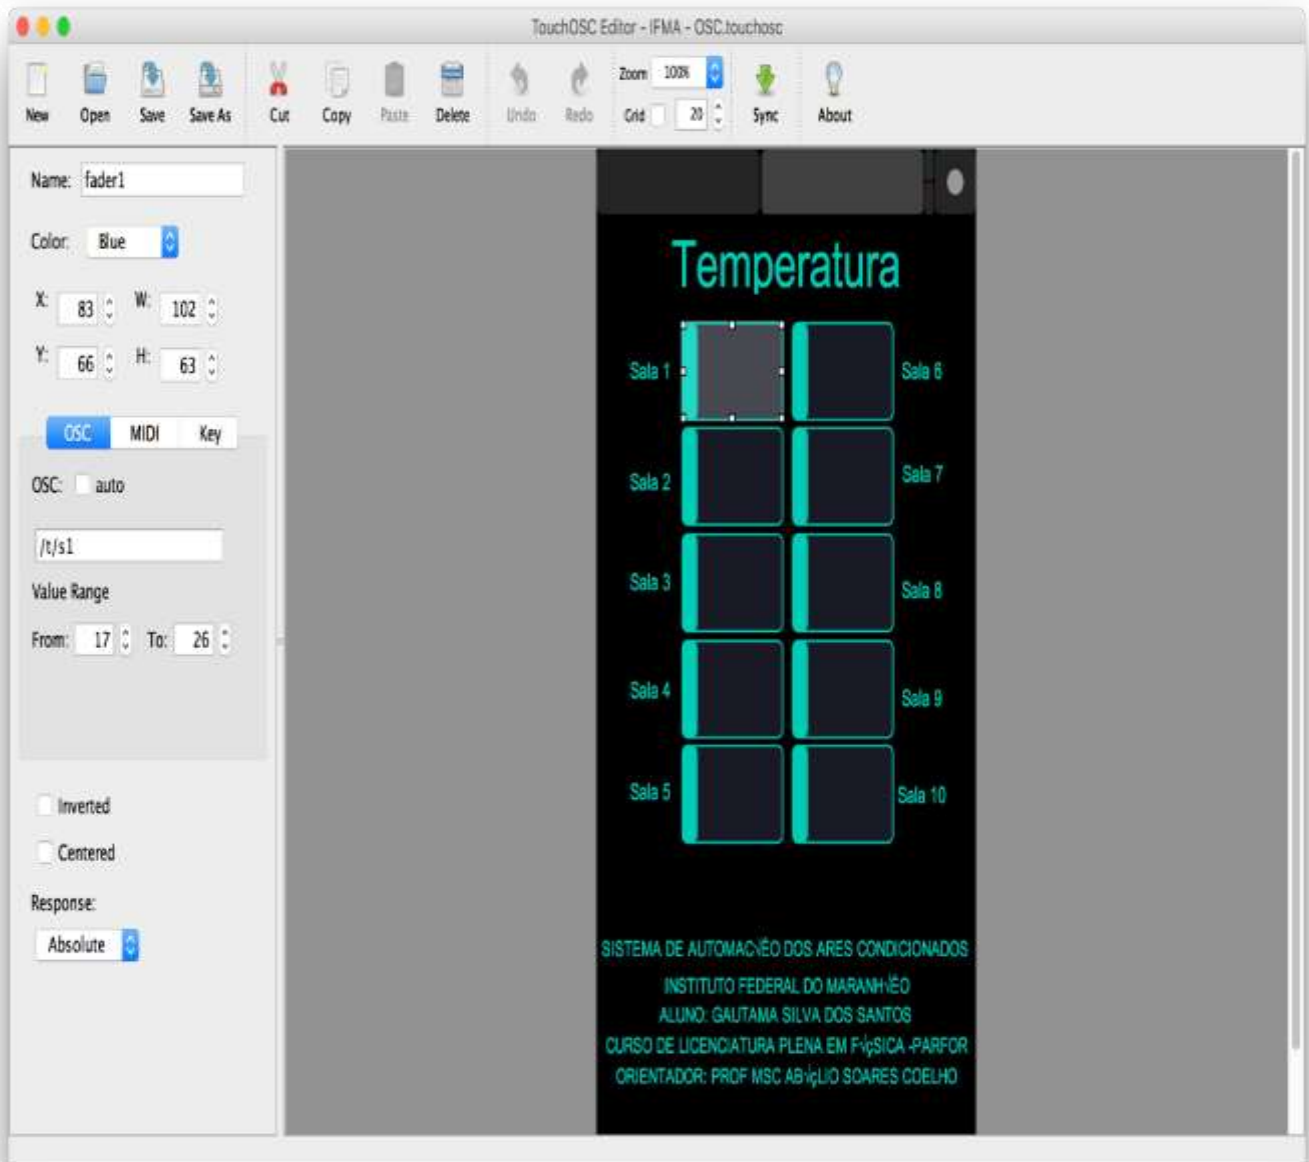 TouchOSC Editor - IFMA - OSC.touchosc
New Open Save Save As Cut Copy Paste Delete Undo Redo Zoom 100% Grid 20 Sync About
Name: fader1
Color: Blue
X: 83 W: 102
Y: 66 H: 63
OSC MIDI Key
OSC: auto
/t/s1
Value Range
From: 17 To: 26
Inverted
Centered
Response:
Absolute
Temperatura
Sala 1 Sala 6
Sala 2 Sala 7
Sala 3 Sala 8
Sala 4 Sala 9
Sala 5 Sala 10
SISTEMA DE AUTOMAC√ÉO DOS ARES CONDICIONADOS
INSTITUTO FEDERAL DO MARANH√ÉO
ALUNO: GAUTAMA SILVA DOS SANTOS
CURSO DE LICENCIATURA PLENA EM F√çSICA -PARFOR
ORIENTADOR: PROF MSC AB√çLIO SOARES COELHO